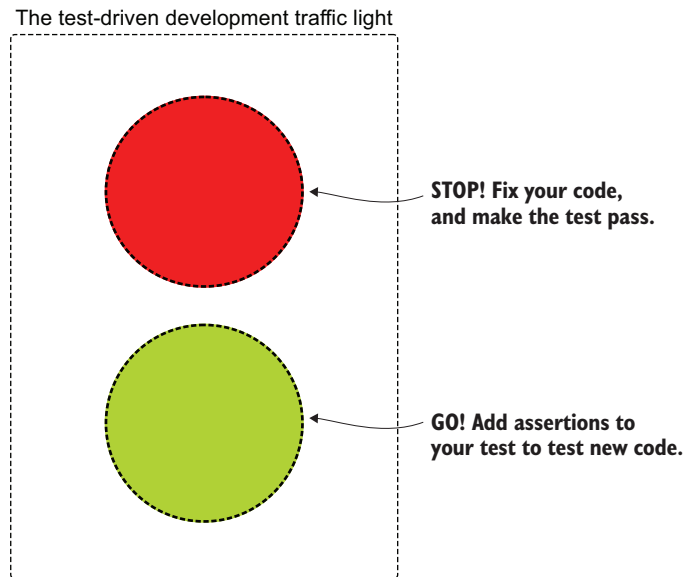 The test-driven development traffic light
STOP! Fix your code,
and make the test pass.
GO! Add assertions to
your test to test new code.